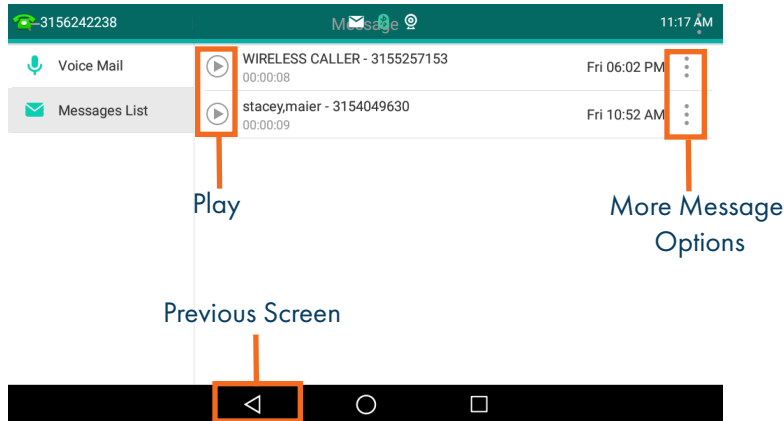 3156242238
Message
11:17 AM
Voice Mail
Messages List
WIRELESS CALLER - 3155257153
00:00:08
Fri 06:02 PM
stacey,maier - 3154049630
00:00:09
Fri 10:52 AM
Play
More Message
Options
Previous Screen